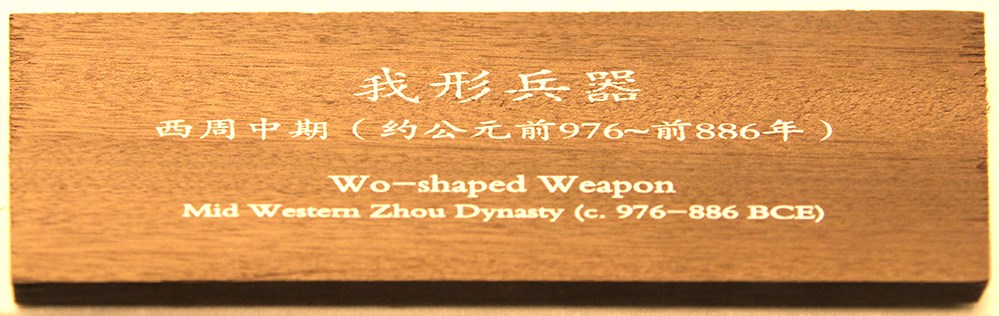 我形兵器
西周中期（约公元前976~前886年）
Wo-shaped Weapon
Mid Western Zhou Dynasty (c. 976-886 BCE)